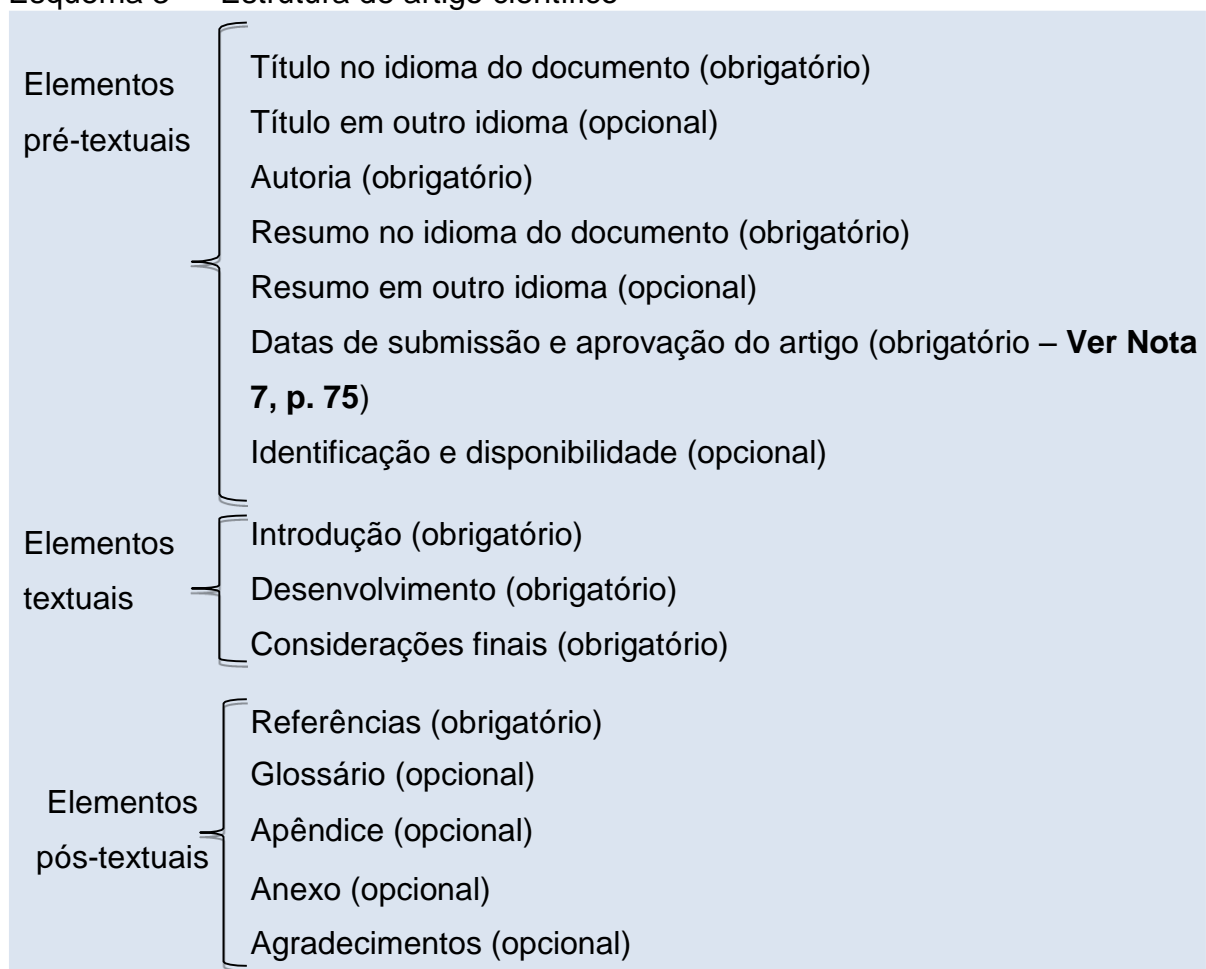 Estrutura do artigo científico
Elementos
pré-textuais
Título no idioma do documento (obrigatório)
Título em outro idioma (opcional)
Autoria (obrigatório)
Resumo no idioma do documento (obrigatório)
Resumo em outro idioma (opcional)
Datas de submissão e aprovação do artigo (obrigatório – Ver Nota
7, p. 75)
Identificação e disponibilidade (opcional)
Elementos
textuais
Introdução (obrigatório)
Desenvolvimento (obrigatório)
Considerações finais (obrigatório)
Elementos
pós-textuais
Referências (obrigatório)
Glossário (opcional)
Apêndice (opcional)
Anexo (opcional)
Agradecimentos (opcional)